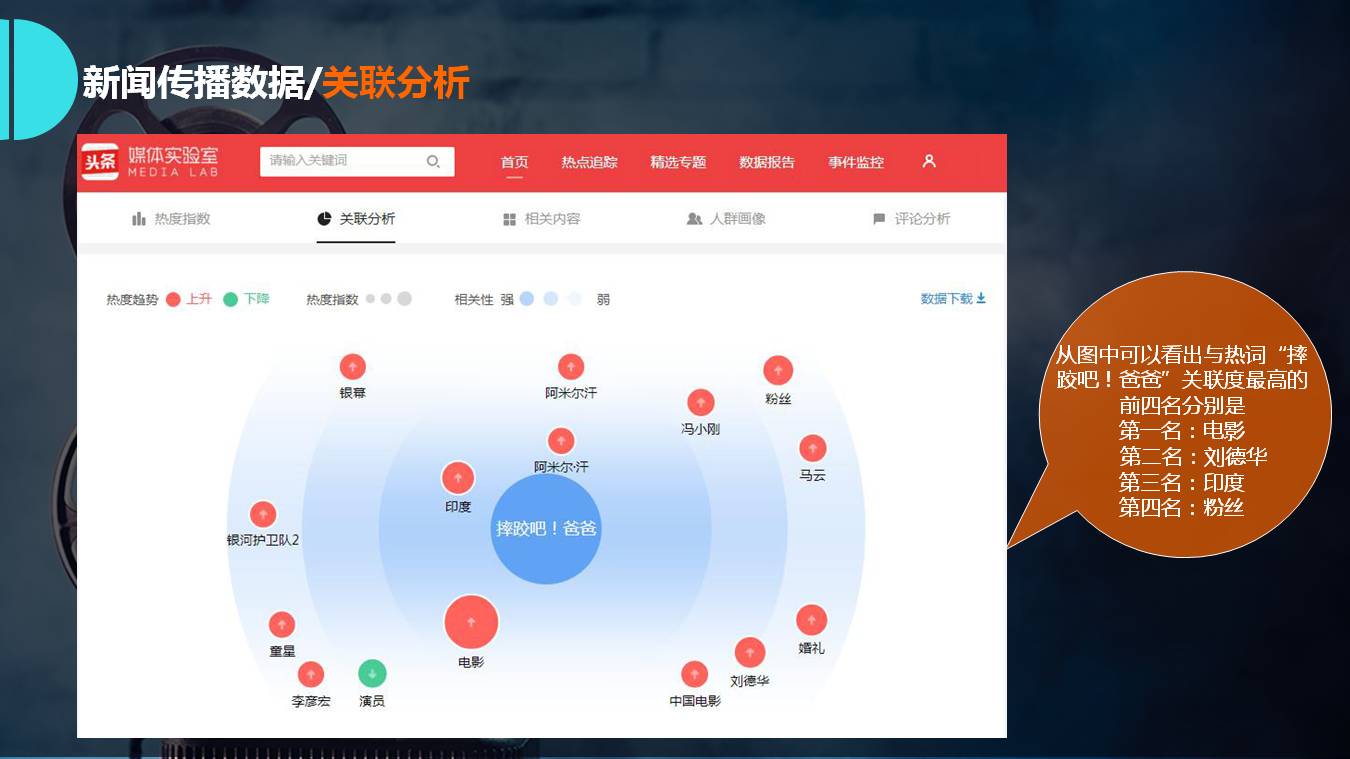 新闻传播数据/关联分析
头条 媒体实验室
MEDIA LAB
请输入关键词
首页 热点追踪 精选专题 数据报告 事件监控
热度指数 关联分析 相关内容 人群画像 评论分析
热度趋势 上升 下降 热度指数 相关性 强 弱 数据下载
银幕
阿米尔汗
粉丝
冯小刚
阿米尔·汗
马云
印度
摔跤吧！爸爸
银河护卫队2
童星
电影
婚礼
刘德华
李彦宏
演员
中国电影
从图中可以看出与热词“摔
跤吧！爸爸”关联度最高的
前四名分别是
第一名：电影
第二名：刘德华
第三名：印度
第四名：粉丝